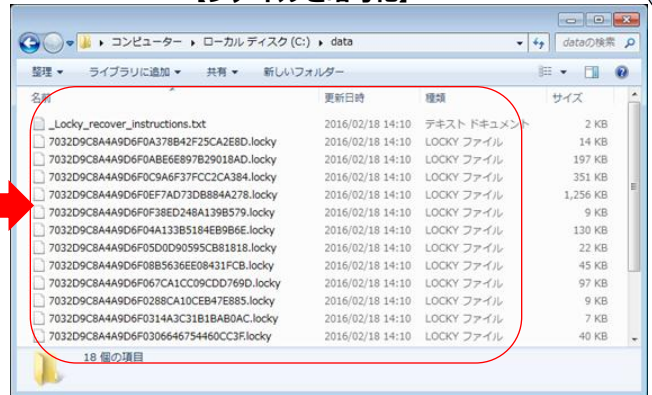 コンピューター ▸ ローカル ディスク (C:) ▸ data
dataの検索
整理 ▾ ライブラリに追加 ▾ 共有 ▾ 新しいフォルダー
名前 更新日時 種類 サイズ
_Locky_recover_instructions.txt 2016/02/18 14:10 テキスト ドキュメント 2 KB
7032D9C8A4A9D6F0A378B42F25CA2E8D.locky 2016/02/18 14:10 LOCKY ファイル 14 KB
7032D9C8A4A9D6F0ABE6E897B29018AD.locky 2016/02/18 14:10 LOCKY ファイル 197 KB
7032D9C8A4A9D6F0C9A6F37FCC2CA384.locky 2016/02/18 14:10 LOCKY ファイル 351 KB
7032D9C8A4A9D6F0EF7AD73DB884A278.locky 2016/02/18 14:10 LOCKY ファイル 1,256 KB
7032D9C8A4A9D6F0F38ED248A139B579.locky 2016/02/18 14:10 LOCKY ファイル 9 KB
7032D9C8A4A9D6F04A133B5184EB9B6E.locky 2016/02/18 14:10 LOCKY ファイル 130 KB
7032D9C8A4A9D6F05D0D90595CB81818.locky 2016/02/18 14:10 LOCKY ファイル 22 KB
7032D9C8A4A9D6F08B5636EE08431FCB.locky 2016/02/18 14:10 LOCKY ファイル 45 KB
7032D9C8A4A9D6F067CA1CC09CDD769D.locky 2016/02/18 14:10 LOCKY ファイル 97 KB
7032D9C8A4A9D6F0288CA10CEB47E885.locky 2016/02/18 14:10 LOCKY ファイル 9 KB
7032D9C8A4A9D6F0314A3C31B1BAB0AC.locky 2016/02/18 14:10 LOCKY ファイル 7 KB
7032D9C8A4A9D6F0306646754460CC3F.locky 2016/02/18 14:10 LOCKY ファイル 40 KB
18 個の項目